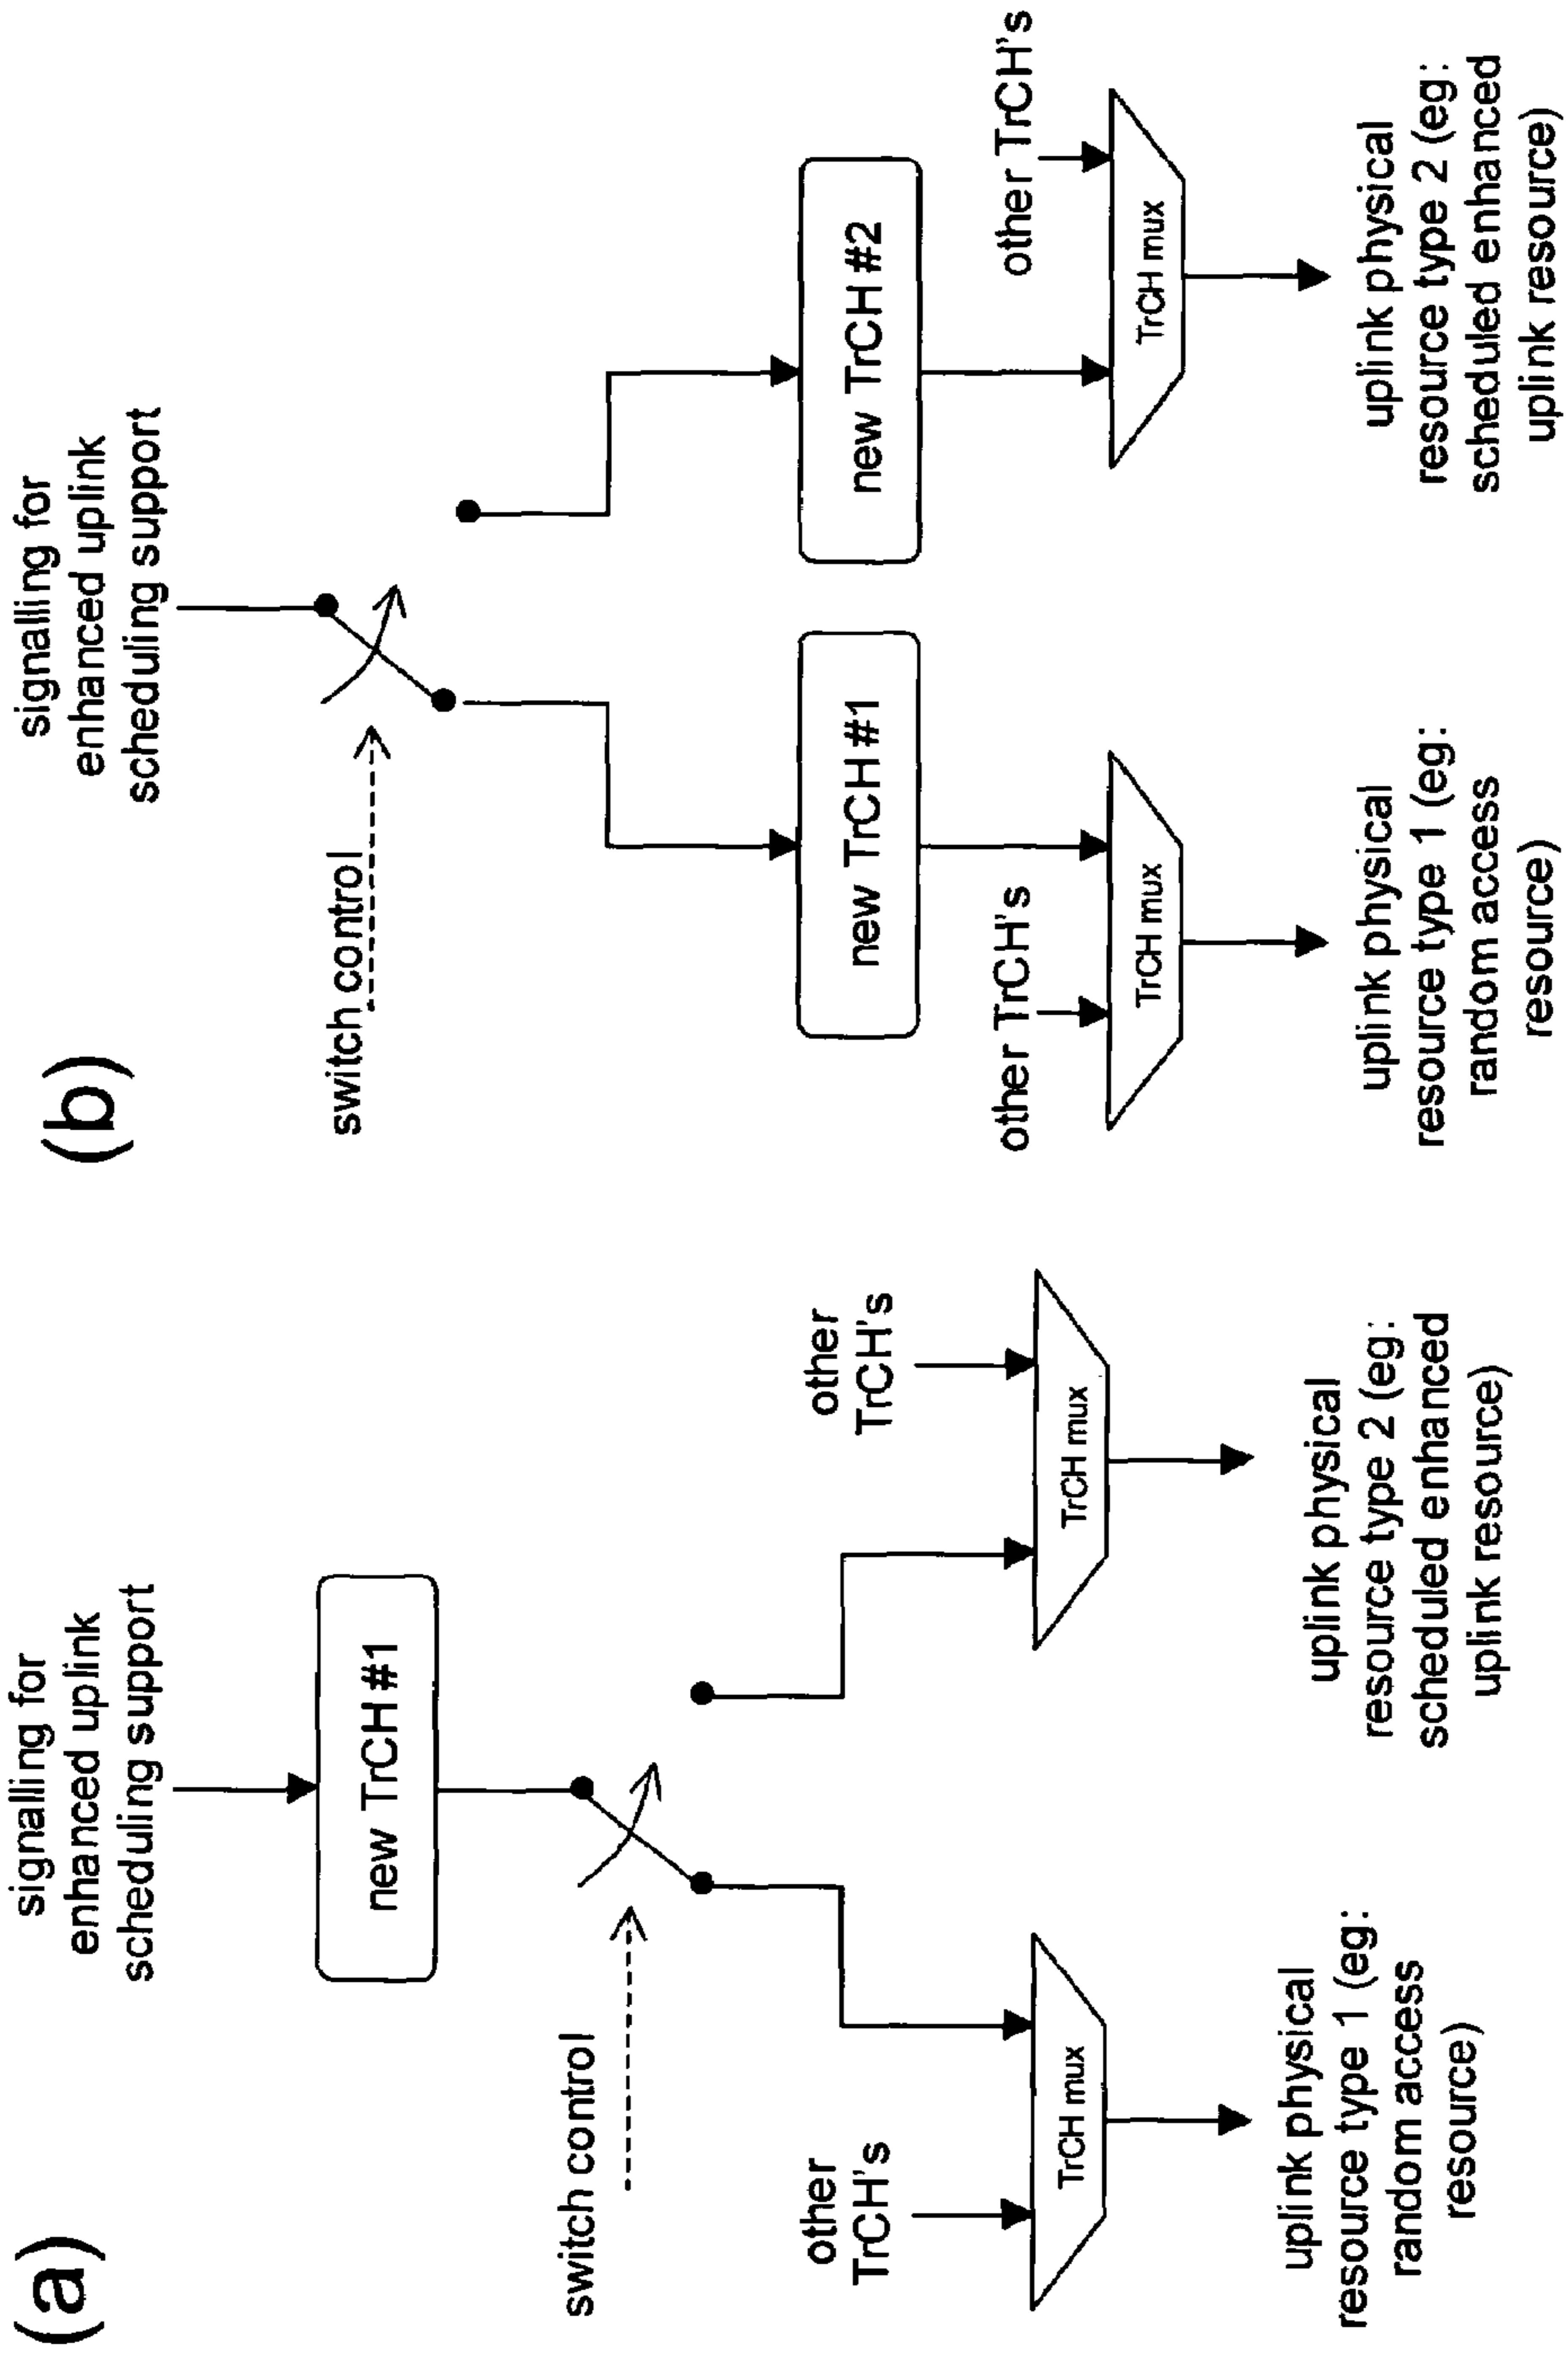 (a)
signalling for
enhanced uplink
scheduling support
new TrCH #1
switch control
other
TrCH's
other
TrCH's
TrCH mux
TrCH mux
uplink physical
resource type 1 (eg:
random access
resource)
uplink physical
resource type 2 (eg:
scheduled enhanced
uplink resource)
(b)
signalling for
enhanced uplink
scheduling support
switch control
new TrCH #1
new TrCH #2
other TrCH's
other TrCH's
TrCH mux
TrCH mux
uplink physical
resource type 1 (eg:
random access
resource)
uplink physical
resource type 2 (eg:
scheduled enhanced
uplink resource)